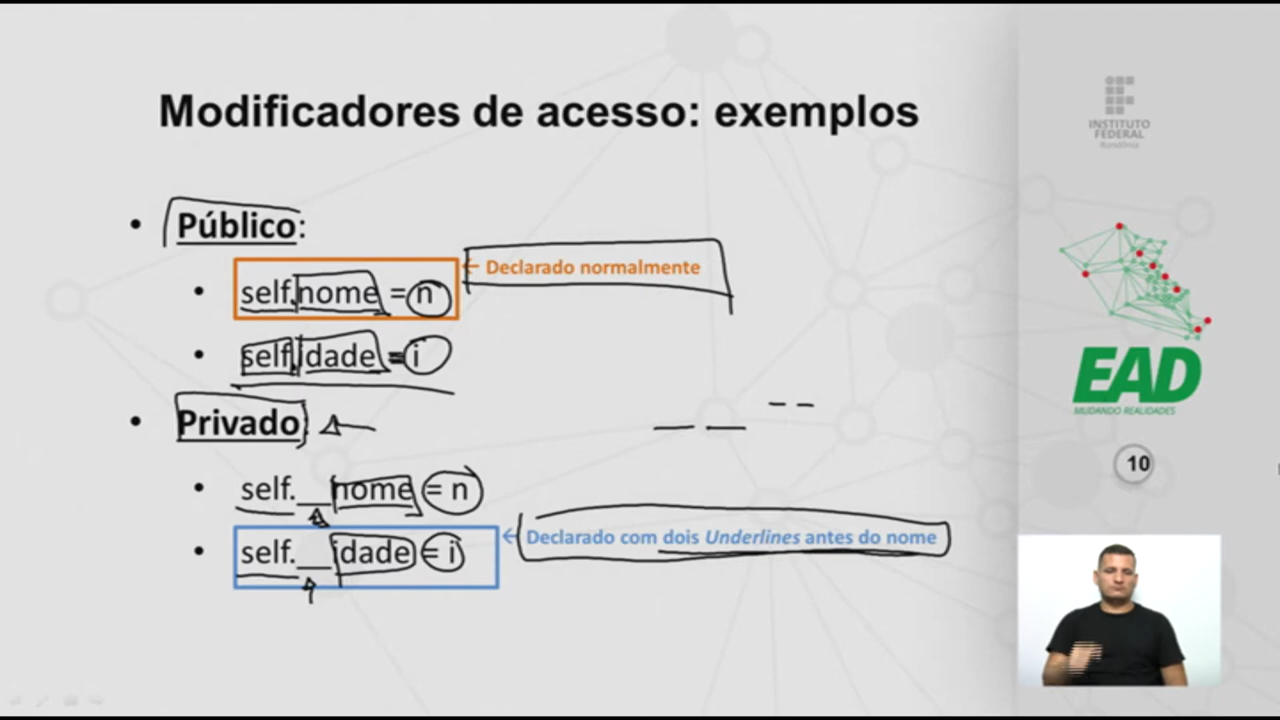 Modificadores de acesso: exemplos
INSTITUTO
FEDERAL
Rondônia
• Público:
• self.nome = n
← Declarado normalmente
• self.idade = i
EAD
MUDANDO REALIDADES
• Privado:
10
• self.__nome = n
• self.__idade = i
← Declarado com dois Underlines antes do nome